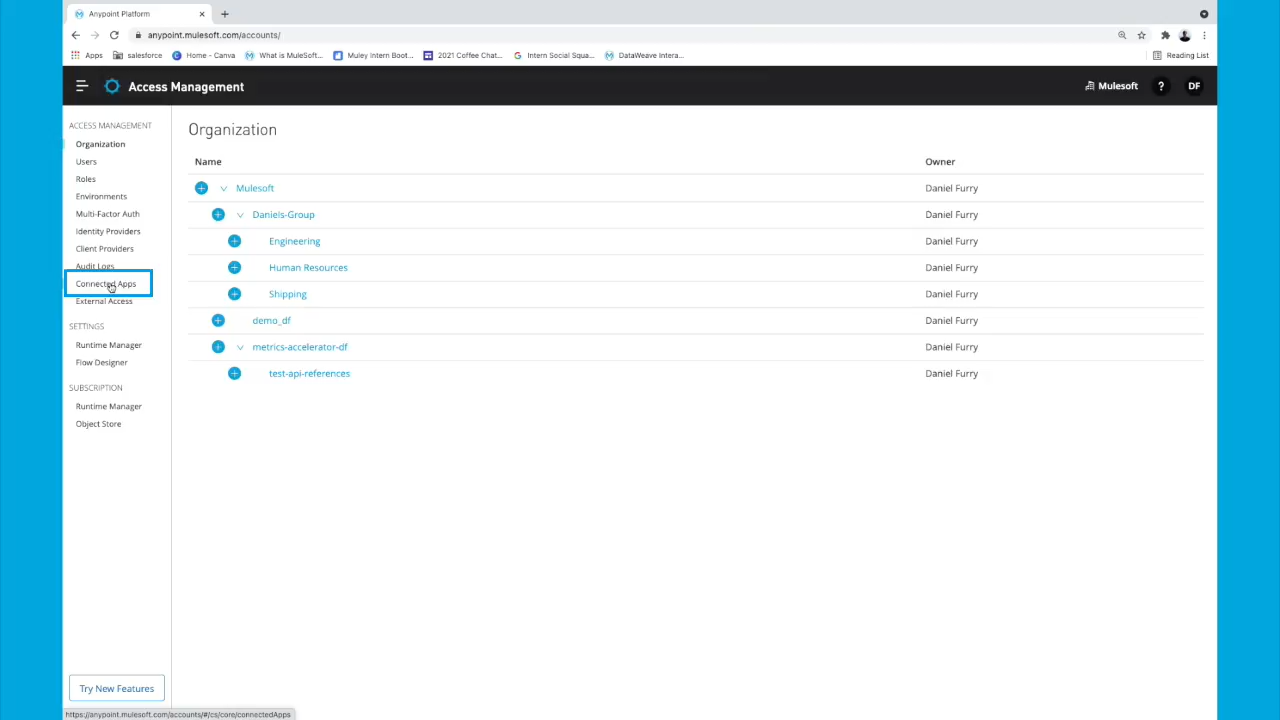 Anypoint Platform
anypoint.mulesoft.com/accounts/
Apps salesforce Home - Canva What is MuleSoft... Muley Intern Boot... 2021 Coffee Chat... Intern Social Squa... DataWeave Intera... Reading List
Access Management Mulesoft ? DF
ACCESS MANAGEMENT
Organization
Users
Roles
Environments
Multi-Factor Auth
Identity Providers
Client Providers
Audit Logs
Connected Apps
External Access
SETTINGS
Runtime Manager
Flow Designer
SUBSCRIPTION
Runtime Manager
Object Store
Try New Features
Organization
Name Owner
Mulesoft Daniel Furry
Daniels-Group Daniel Furry
Engineering Daniel Furry
Human Resources Daniel Furry
Shipping Daniel Furry
demo_df Daniel Furry
metrics-accelerator-df Daniel Furry
test-api-references Daniel Furry
https://anypoint.mulesoft.com/accounts/#/cs/core/connectedApps